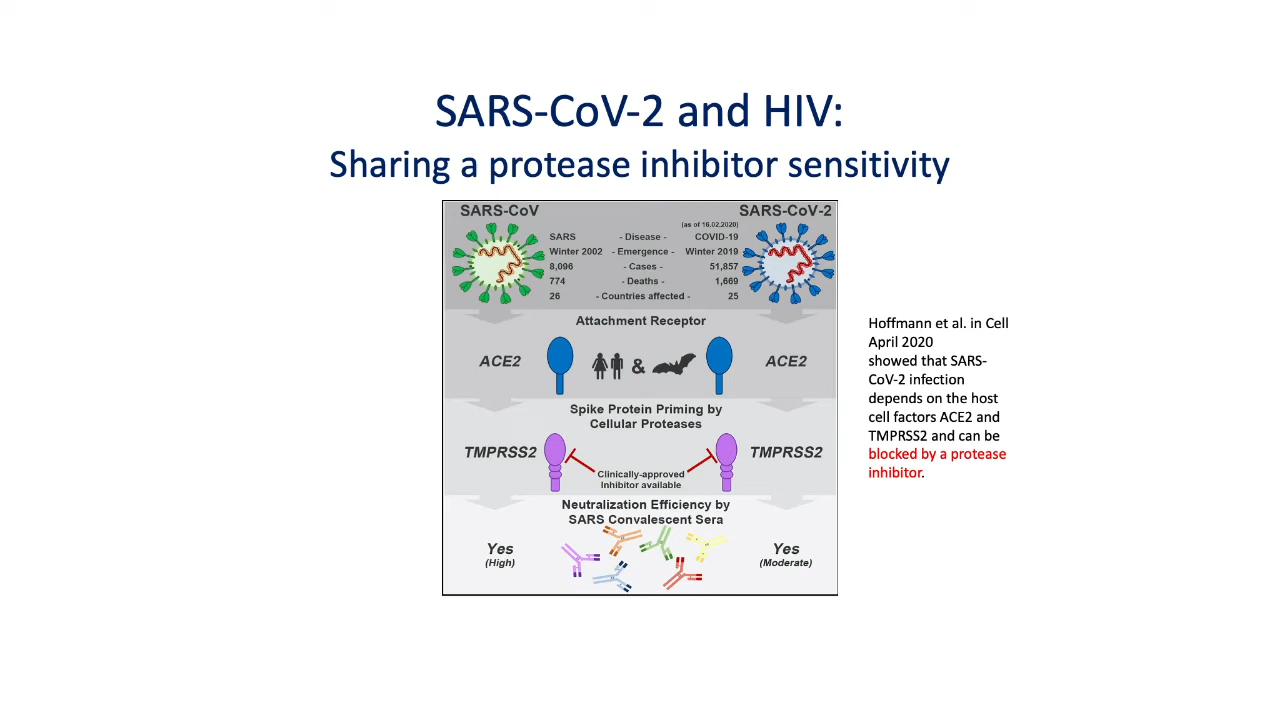 SARS-CoV-2 and HIV:
Sharing a protease inhibitor sensitivity
SARS-CoV
SARS-CoV-2
(as of 16.02.2020)
SARS - Disease - COVID-19
Winter 2002 - Emergence - Winter 2019
8,096 - Cases - 51,857
774 - Deaths - 1,669
26 - Countries affected - 25
Attachment Receptor
ACE2 & ACE2
Spike Protein Priming by
Cellular Proteases
TMPRSS2 TMPRSS2
Clinically-approved
Inhibitor available
Neutralization Efficiency by
SARS Convalescent Sera
Yes
(High)
Yes
(Moderate)
Hoffmann et al. in Cell
April 2020
showed that SARS-
CoV-2 infection
depends on the host
cell factors ACE2 and
TMPRSS2 and can be
blocked by a protease
inhibitor.